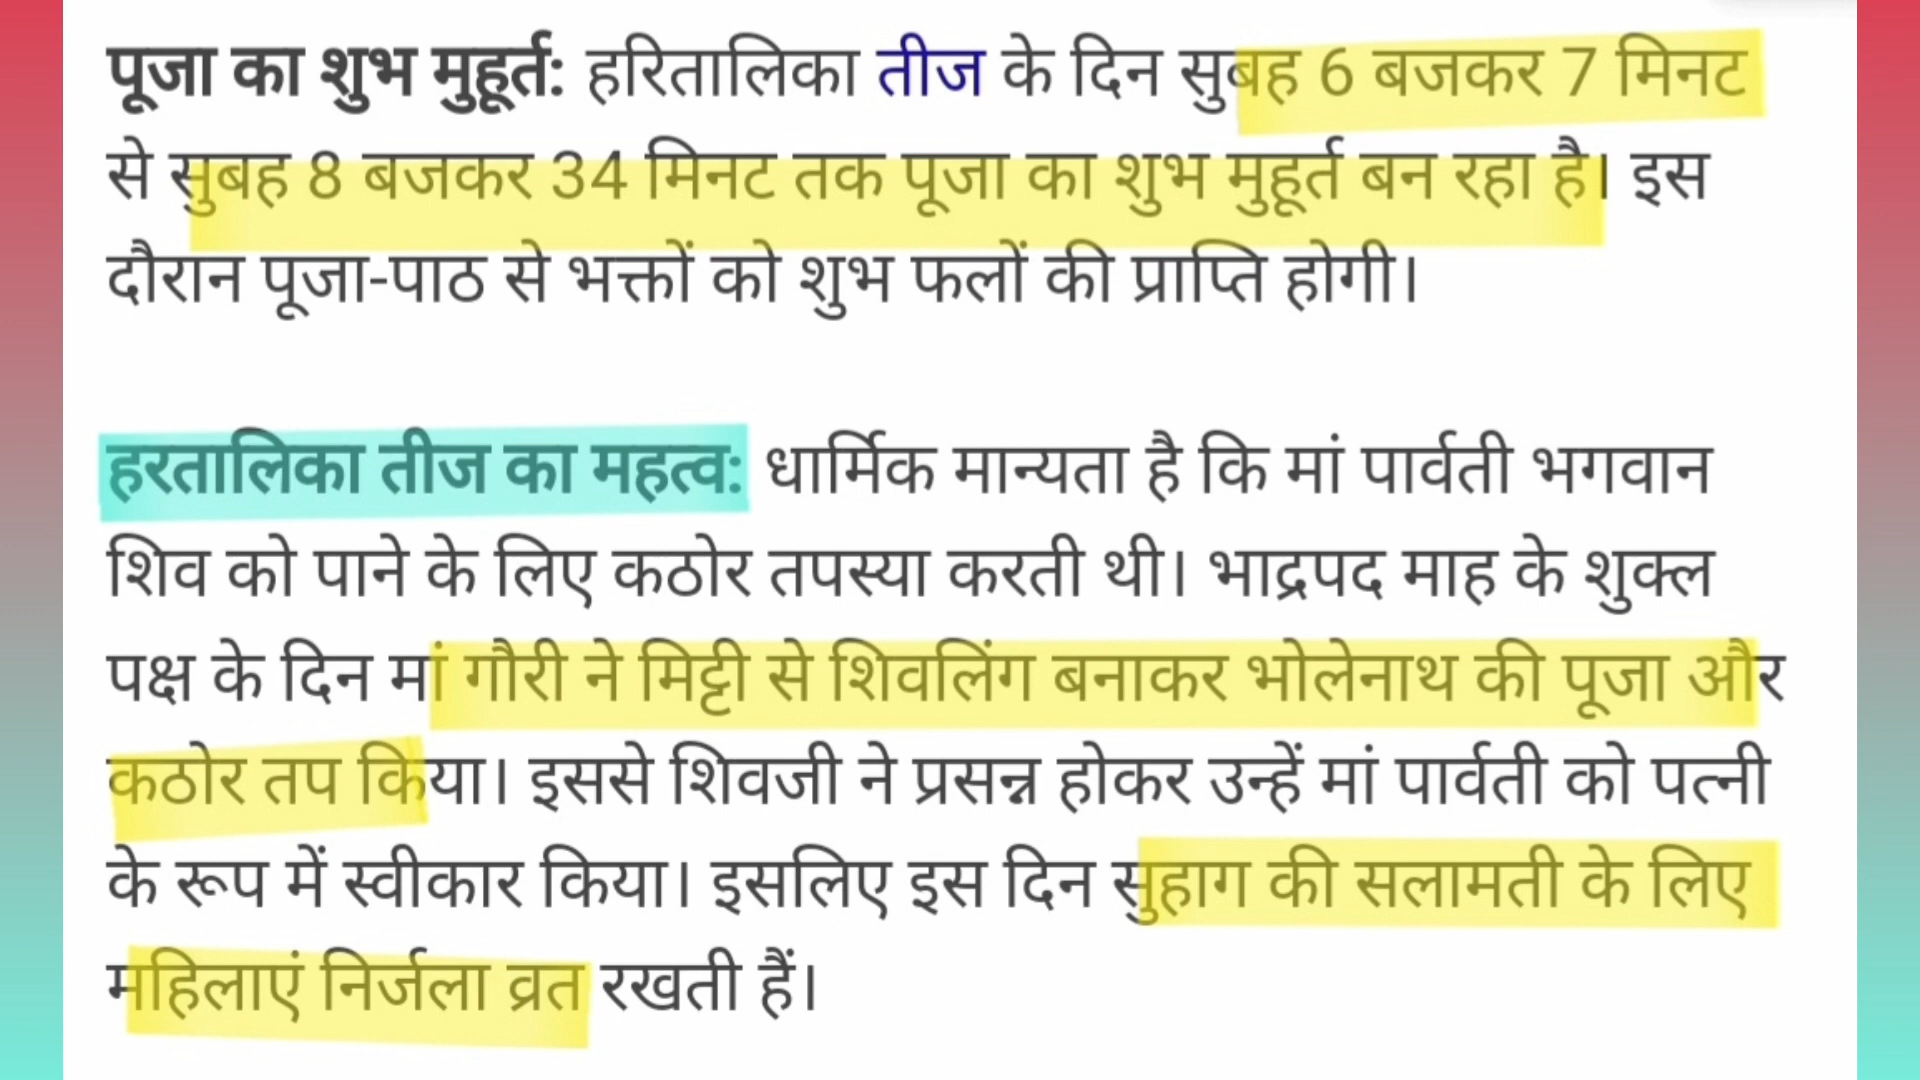 पूजा का शुभ मुहूर्त: हरितालिका तीज के दिन सुबह 6 बजकर 7 मिनट
से सुबह 8 बजकर 34 मिनट तक पूजा का शुभ मुहूर्त बन रहा है। इस
दौरान पूजा-पाठ से भक्तों को शुभ फलों की प्राप्ति होगी।
हरतालिका तीज का महत्व: धार्मिक मान्यता है कि मां पार्वती भगवान
शिव को पाने के लिए कठोर तपस्या करती थी। भाद्रपद माह के शुक्ल
पक्ष के दिन मां गौरी ने मिट्टी से शिवलिंग बनाकर भोलेनाथ की पूजा और
कठोर तप किया। इससे शिवजी ने प्रसन्न होकर उन्हें मां पार्वती को पत्नी
के रूप में स्वीकार किया। इसलिए इस दिन सुहाग की सलामती के लिए
महिलाएं निर्जला व्रत रखती हैं।